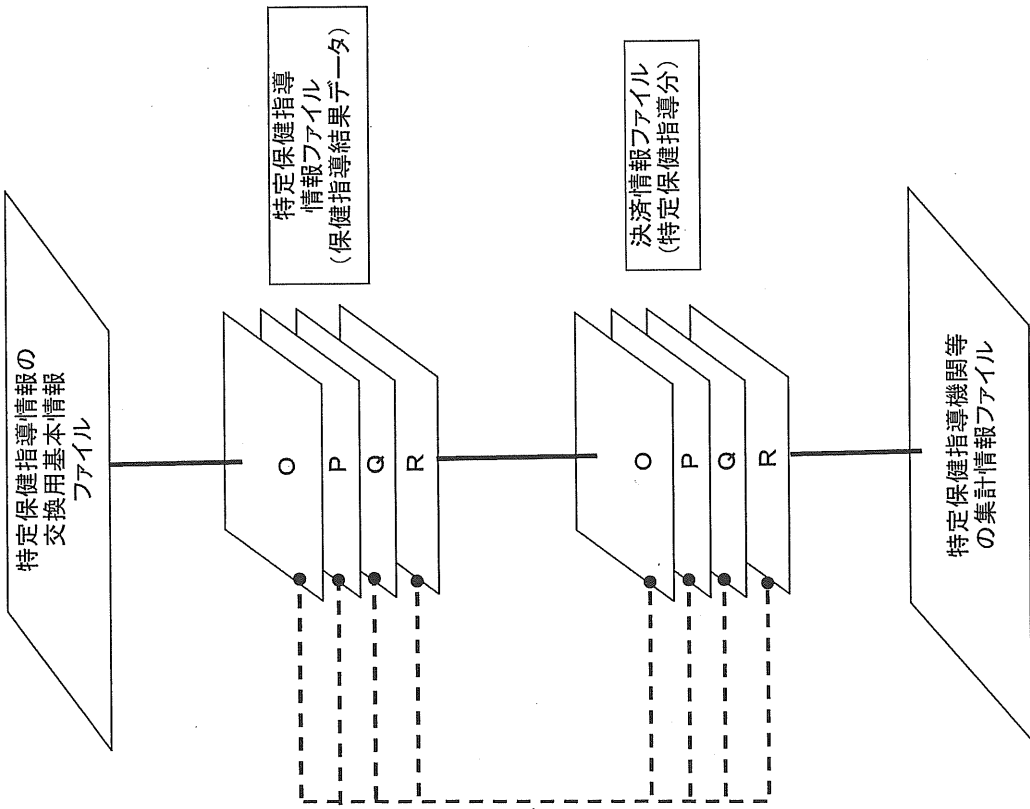 特定保健指導情報の
交換用基本情報
ファイル
特定保健指導
情報ファイル
(保健指導結果データ)
O
P
Q
R
決済情報ファイル
(特定保健指導分)
O
P
Q
R
特定保健指導機関等
の集計情報ファイル